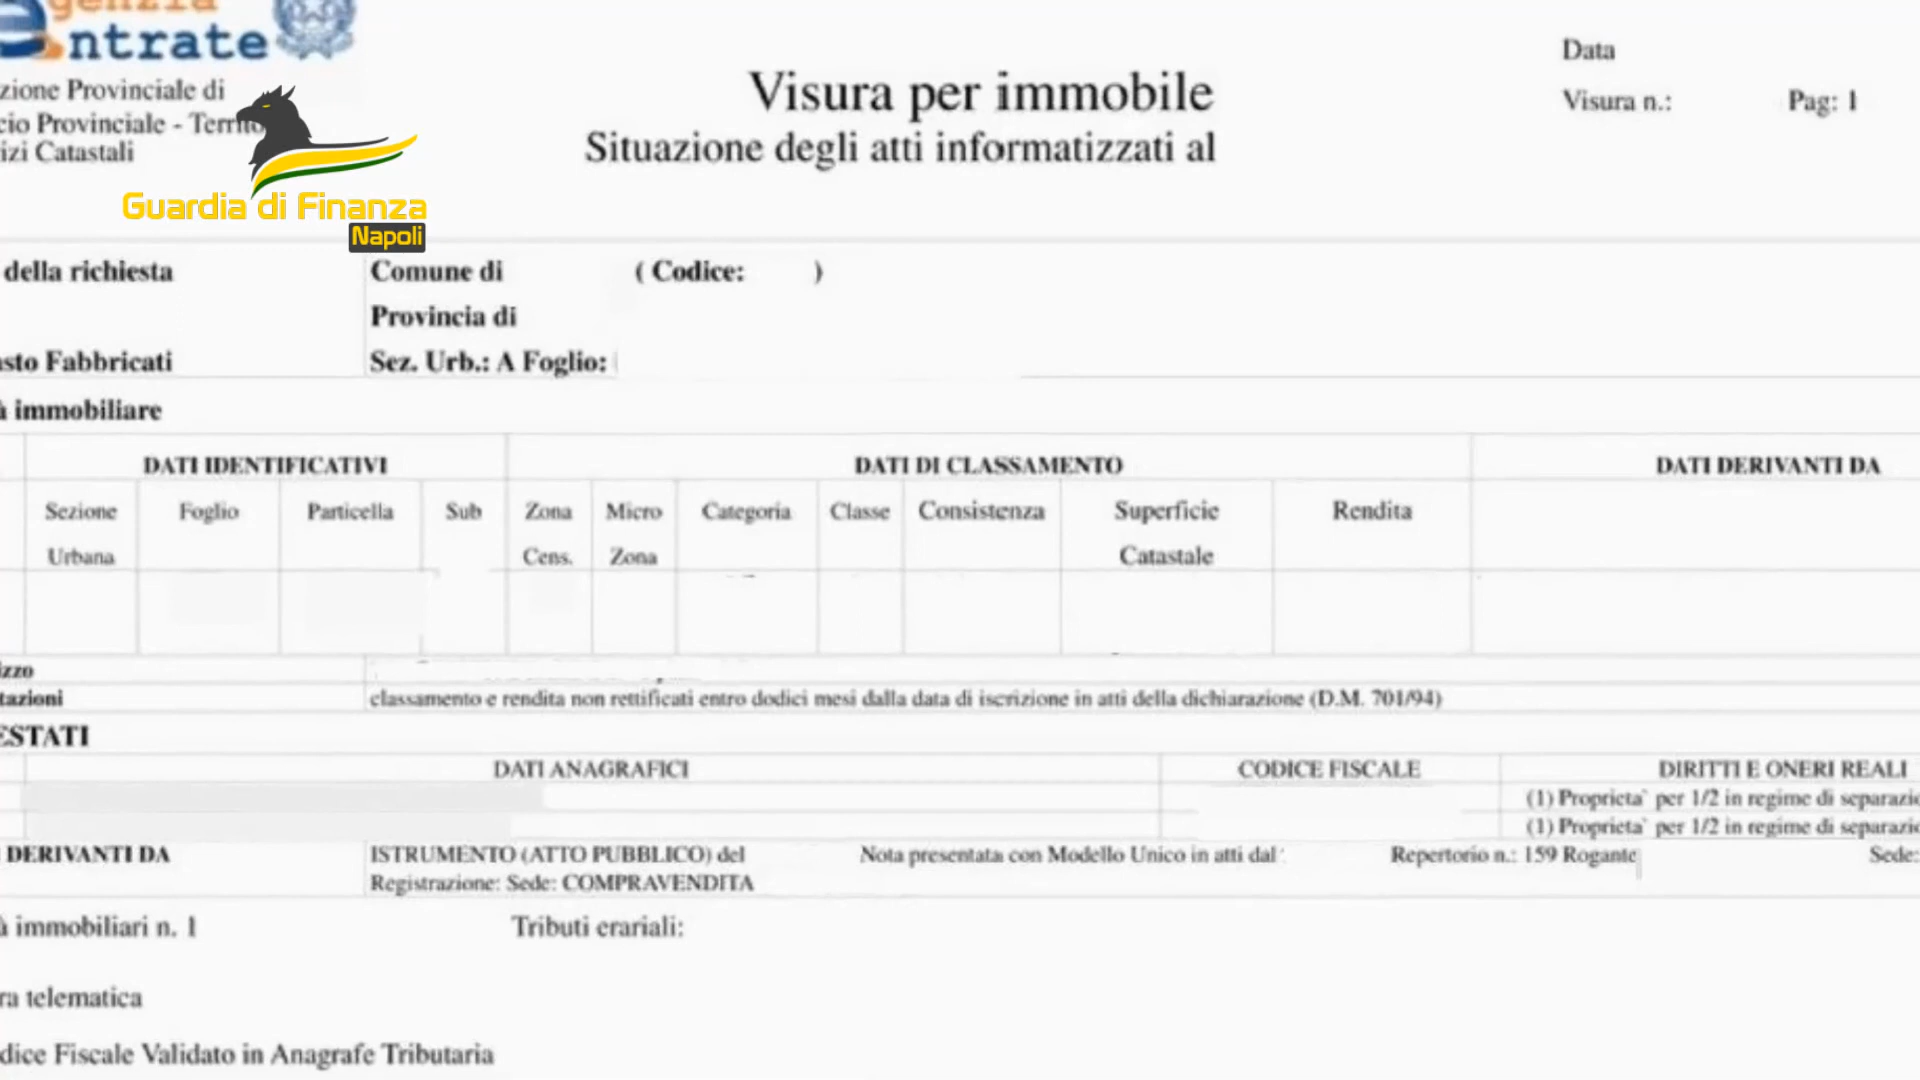 genzia
ntrate
zione Provinciale di
cio Provinciale - Territo
izi Catastali
Guardia di Finanza
Napoli
Visura per immobile
Situazione degli atti informatizzati al
Data
Visura n.: Pag: 1
della richiesta
Comune di ( Codice: )
Provincia di
sto Fabbricati
Sez. Urb.: A Foglio:
à immobiliare
DATI IDENTIFICATIVI DATI DI CLASSAMENTO DATI DERIVANTI DA
Sezione Foglio Particella Sub Zona Micro Categoria Classe Consistenza Superficie Rendita
Urbana Cens. Zona Catastale
izzo
tazioni classamento e rendita non rettificati entro dodici mesi dalla data di iscrizione in atti della dichiarazione (D.M. 701/94)
ESTATI
DATI ANAGRAFICI CODICE FISCALE DIRITTI E ONERI REALI
(1) Proprieta` per 1/2 in regime di separazio
(1) Proprieta` per 1/2 in regime di separazio
DERIVANTI DA ISTRUMENTO (ATTO PUBBLICO) del Nota presentata con Modello Unico in atti dal Repertorio n.: 159 Rogante Sede:
Registrazione: Sede: COMPRAVENDITA
à immobiliari n. 1 Tributi erariali:
ra telematica
dice Fiscale Validato in Anagrafe Tributaria